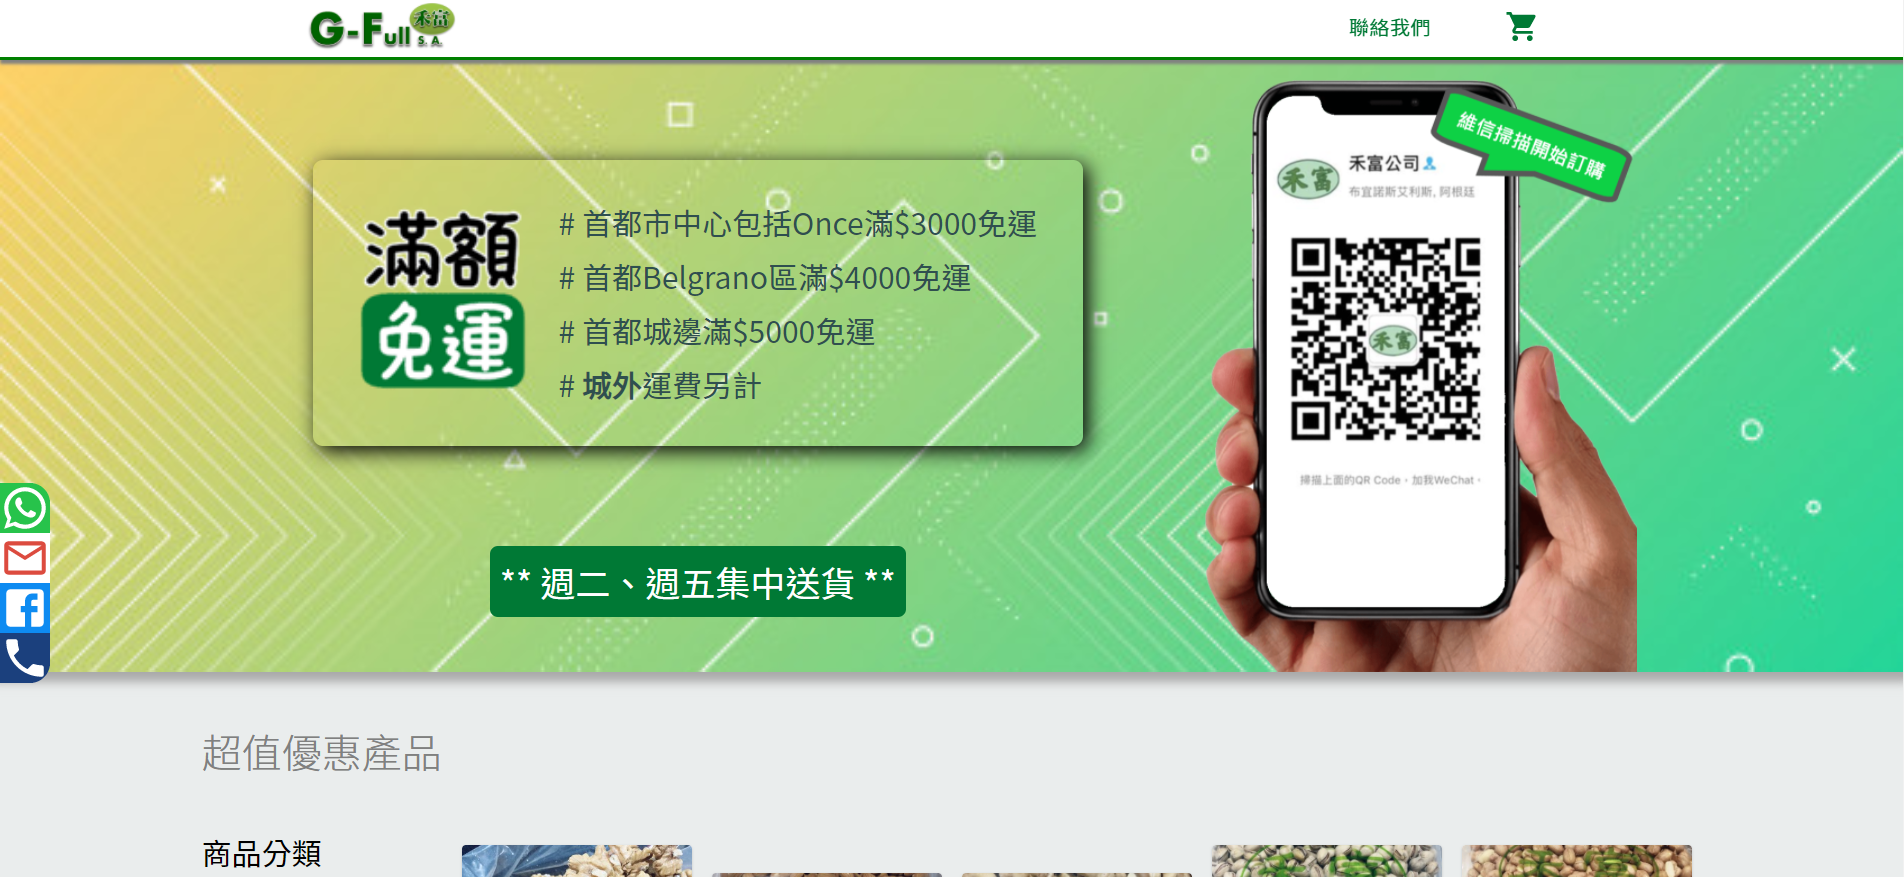 G-Full 禾富 S.A.
聯絡我們
維信掃描開始訂購
禾富公司
布宜諾斯艾利斯, 阿根廷
滿額
免運
# 首都市中心包括Once滿$3000免運
# 首都Belgrano區滿$4000免運
# 首都城邊滿$5000免運
# 城外運費另計
禾富
禾富
掃描上面的QR Code，加我WeChat。
** 週二、週五集中送貨 **
超值優惠產品
商品分類